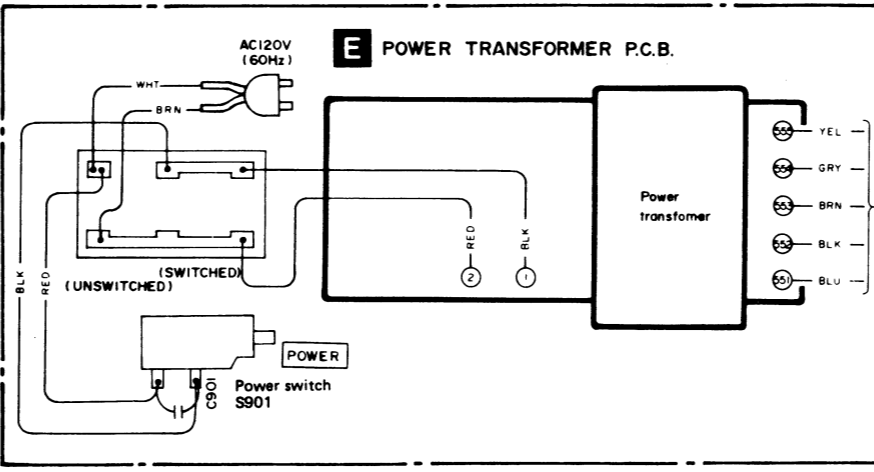 AC120V
(60Hz)
E POWER TRANSFORMER P.C.B.
WHT
BRN
555 YEL
554 GRY
553 BRN
552 BLK
551 BLU
Power
transfomer
RED
BLK
2
1
(SWITCHED)
(UNSWITCHED)
BLK
RED
POWER
C901
Power switch
S901